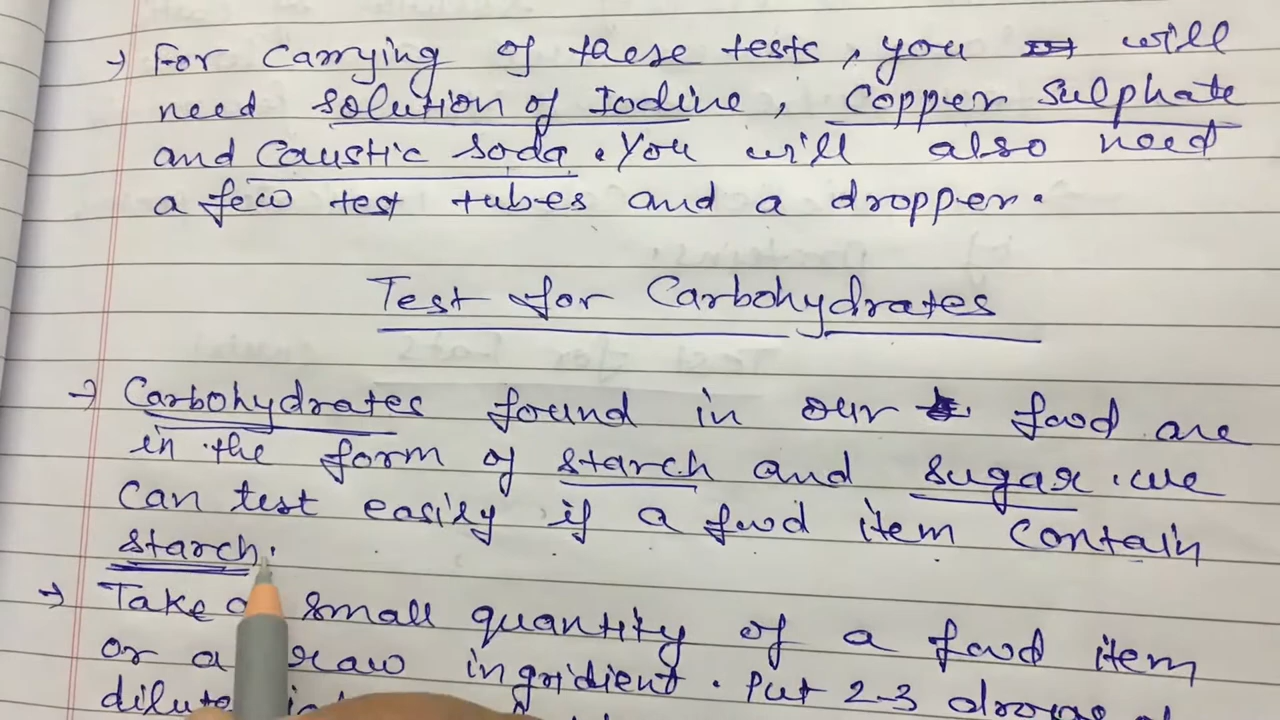 → For Carrying of these tests, you will
need solution of Iodine, Copper Sulphate
and Caustic soda. You will also need
a few test tubes and a dropper.
Test for Carbohydrates
→ Carbohydrates found in our food are
in the form of starch and sugar. we
can test easily if a food item contain
starch.
→ Take a small quantity of a food item
or a raw ingridient. Put 2-3 drops of
dilute